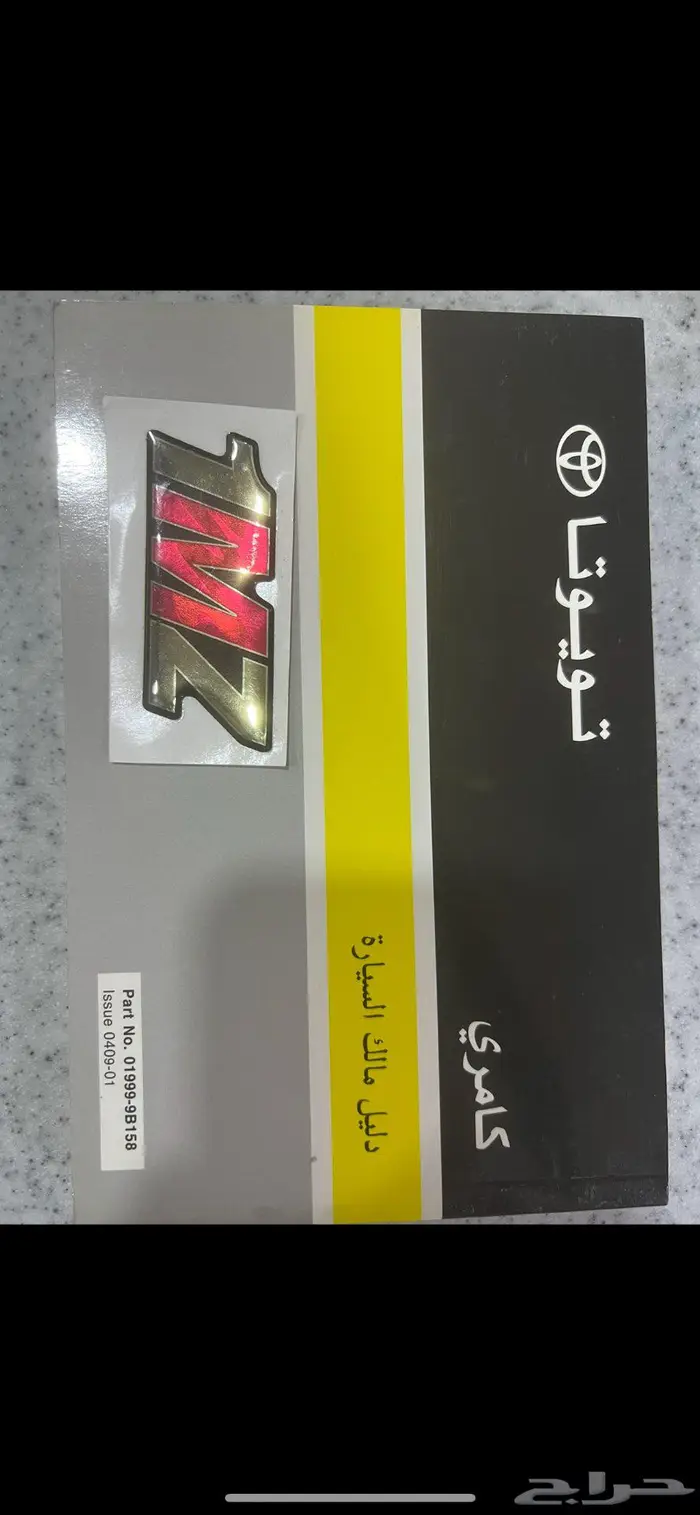 تويوتا
كامري
دليل مالك السيارة
1MZ
Part No. 01999-9B158
Issue 0409-01
حراج